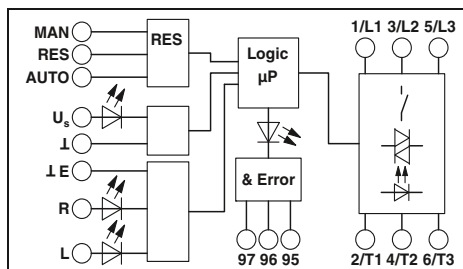 MAN
RES
AUTO
RES
Us
⊥
⊥ E
R
L
Logic
µP
& Error
97 96 95
1/L1 3/L2 5/L3
2/T1 4/T2 6/T3